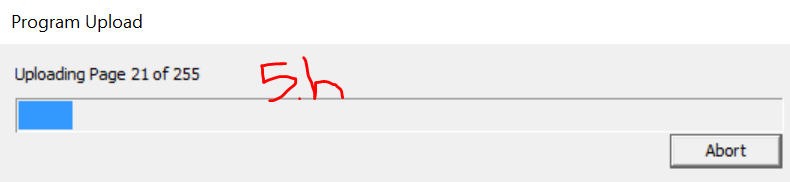 Program Upload
Uploading Page 21 of 255
5.h
Abort